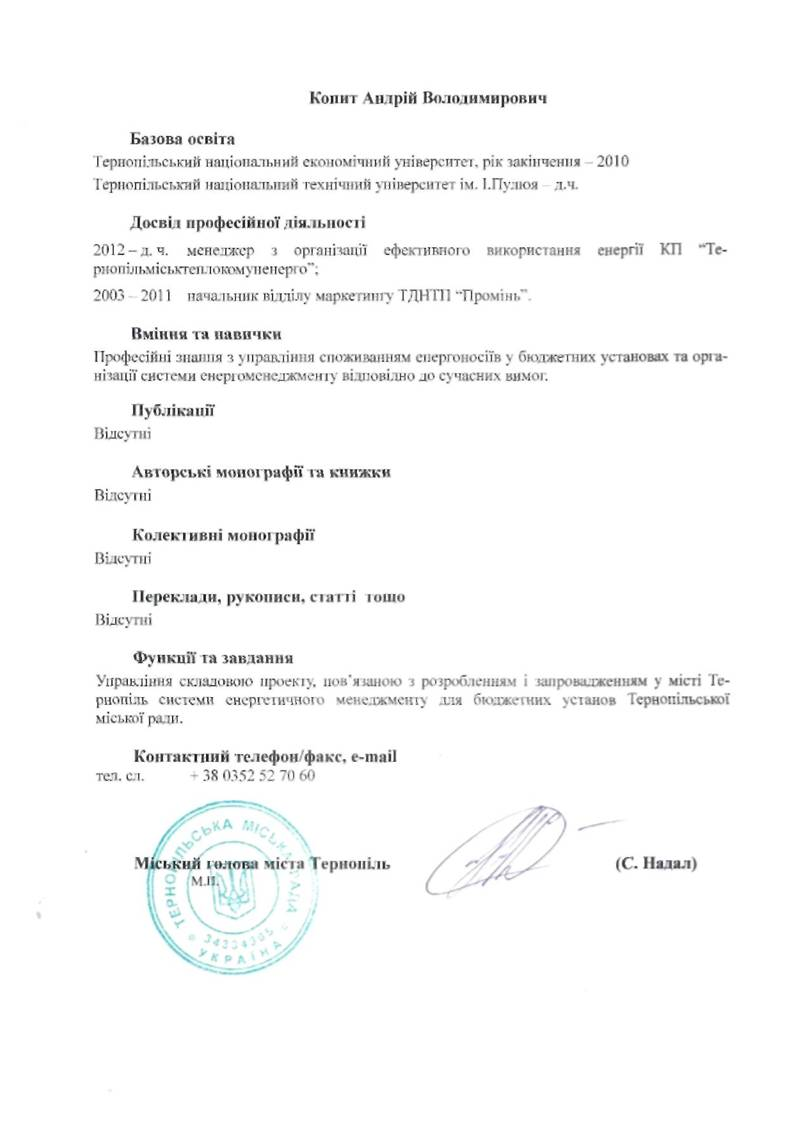 Копит Андрій Володимирович
Базова освіта
Тернопільський національний економічний університет, рік закінчення – 2010
Тернопільський національний технічний університет ім. І.Пулюя – д.ч.
Досвід професійної діяльності
2012 – д. ч. менеджер з організації ефективного використання енергії КП “Те-
рнопільміськтеплокомуненерго”;
2003 – 2011 начальник відділу маркетингу ТДНТП “Промінь”.
Вміння та навички
Професійні знання з управління споживанням енергоносіїв у бюджетних установах та орга-
нізації системи енергоменеджменту відповідно до сучасних вимог.
Публікації
Відсутні
Авторські монографії та книжки
Відсутні
Колективні монографії
Відсутні
Переклади, рукописи, статті тощо
Відсутні
Функції та завдання
Управління складовою проекту, пов’язаною з розробленням і запровадженням у місті Те-
рнопіль системи енергетичного менеджменту для бюджетних установ Тернопільської
міської ради.
Контактний телефон/факс, e-mail
тел. сл. + 38 0352 52 70 60
Міський голова міста Тернопіль (С. Надал)
М.П.
ТЕРНОПІЛЬСЬКА МІСЬКА РАДА
34334305
УКРАЇНА